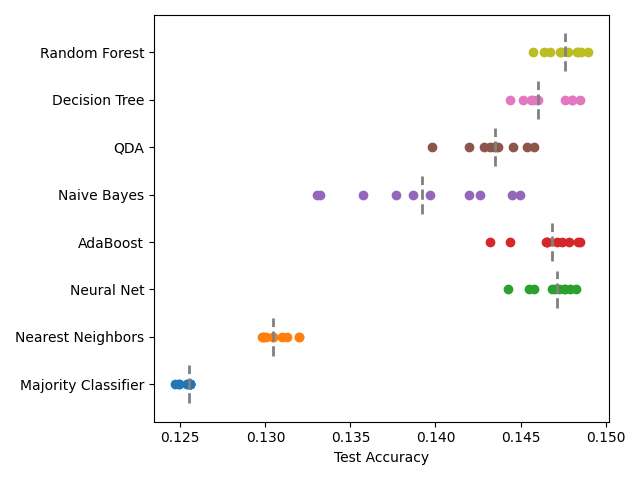 Random Forest
Decision Tree
QDA
Naive Bayes
AdaBoost
Neural Net
Nearest Neighbors
Majority Classifier
0.125 0.130 0.135 0.140 0.145 0.150
Test Accuracy